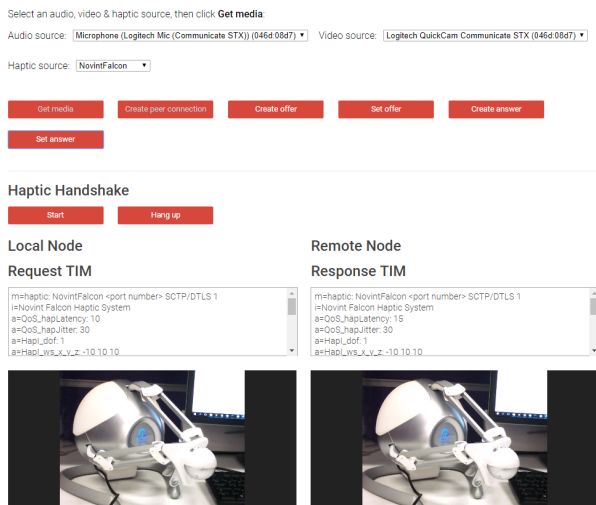 Select an audio, video & haptic source, then click Get media:
Audio source: Microphone (Logitech Mic (Communicate STX)) (046d:08d7) Video source: Logitech QuickCam Communicate STX (046d:08d7)
Haptic source: NovintFalcon
Get media Create peer connection Create offer Set offer Create answer
Set answer
Haptic Handshake
Start Hang up
Local Node Remote Node
Request TIM Response TIM
m=haptic: NovintFalcon <port number> SCTP/DTLS 1 m=haptic: NovintFalcon <port number> SCTP/DTLS 1
i=Novint Falcon Haptic System i=Novint Falcon Haptic System
a=QoS_hapLatency: 10 a=QoS_hapLatency: 15
a=QoS_hapJitter: 30 a=QoS_hapJitter: 30
a=HapI_dof: 1 a=HapI_dof: 1
a=HapI_ws_x_y_z: -10 10 10 a=HapI_ws_x_y_z: -10 10 10